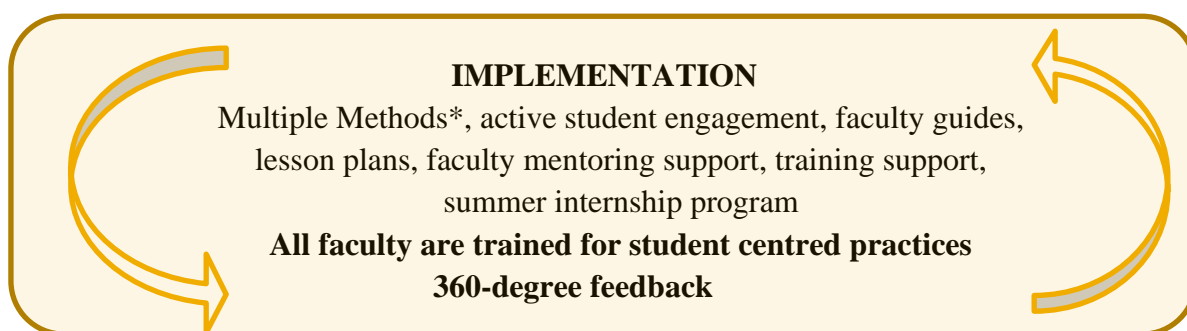 IMPLEMENTATION
Multiple Methods*, active student engagement, faculty guides,
lesson plans, faculty mentoring support, training support,
summer internship program
All faculty are trained for student centred practices
360-degree feedback